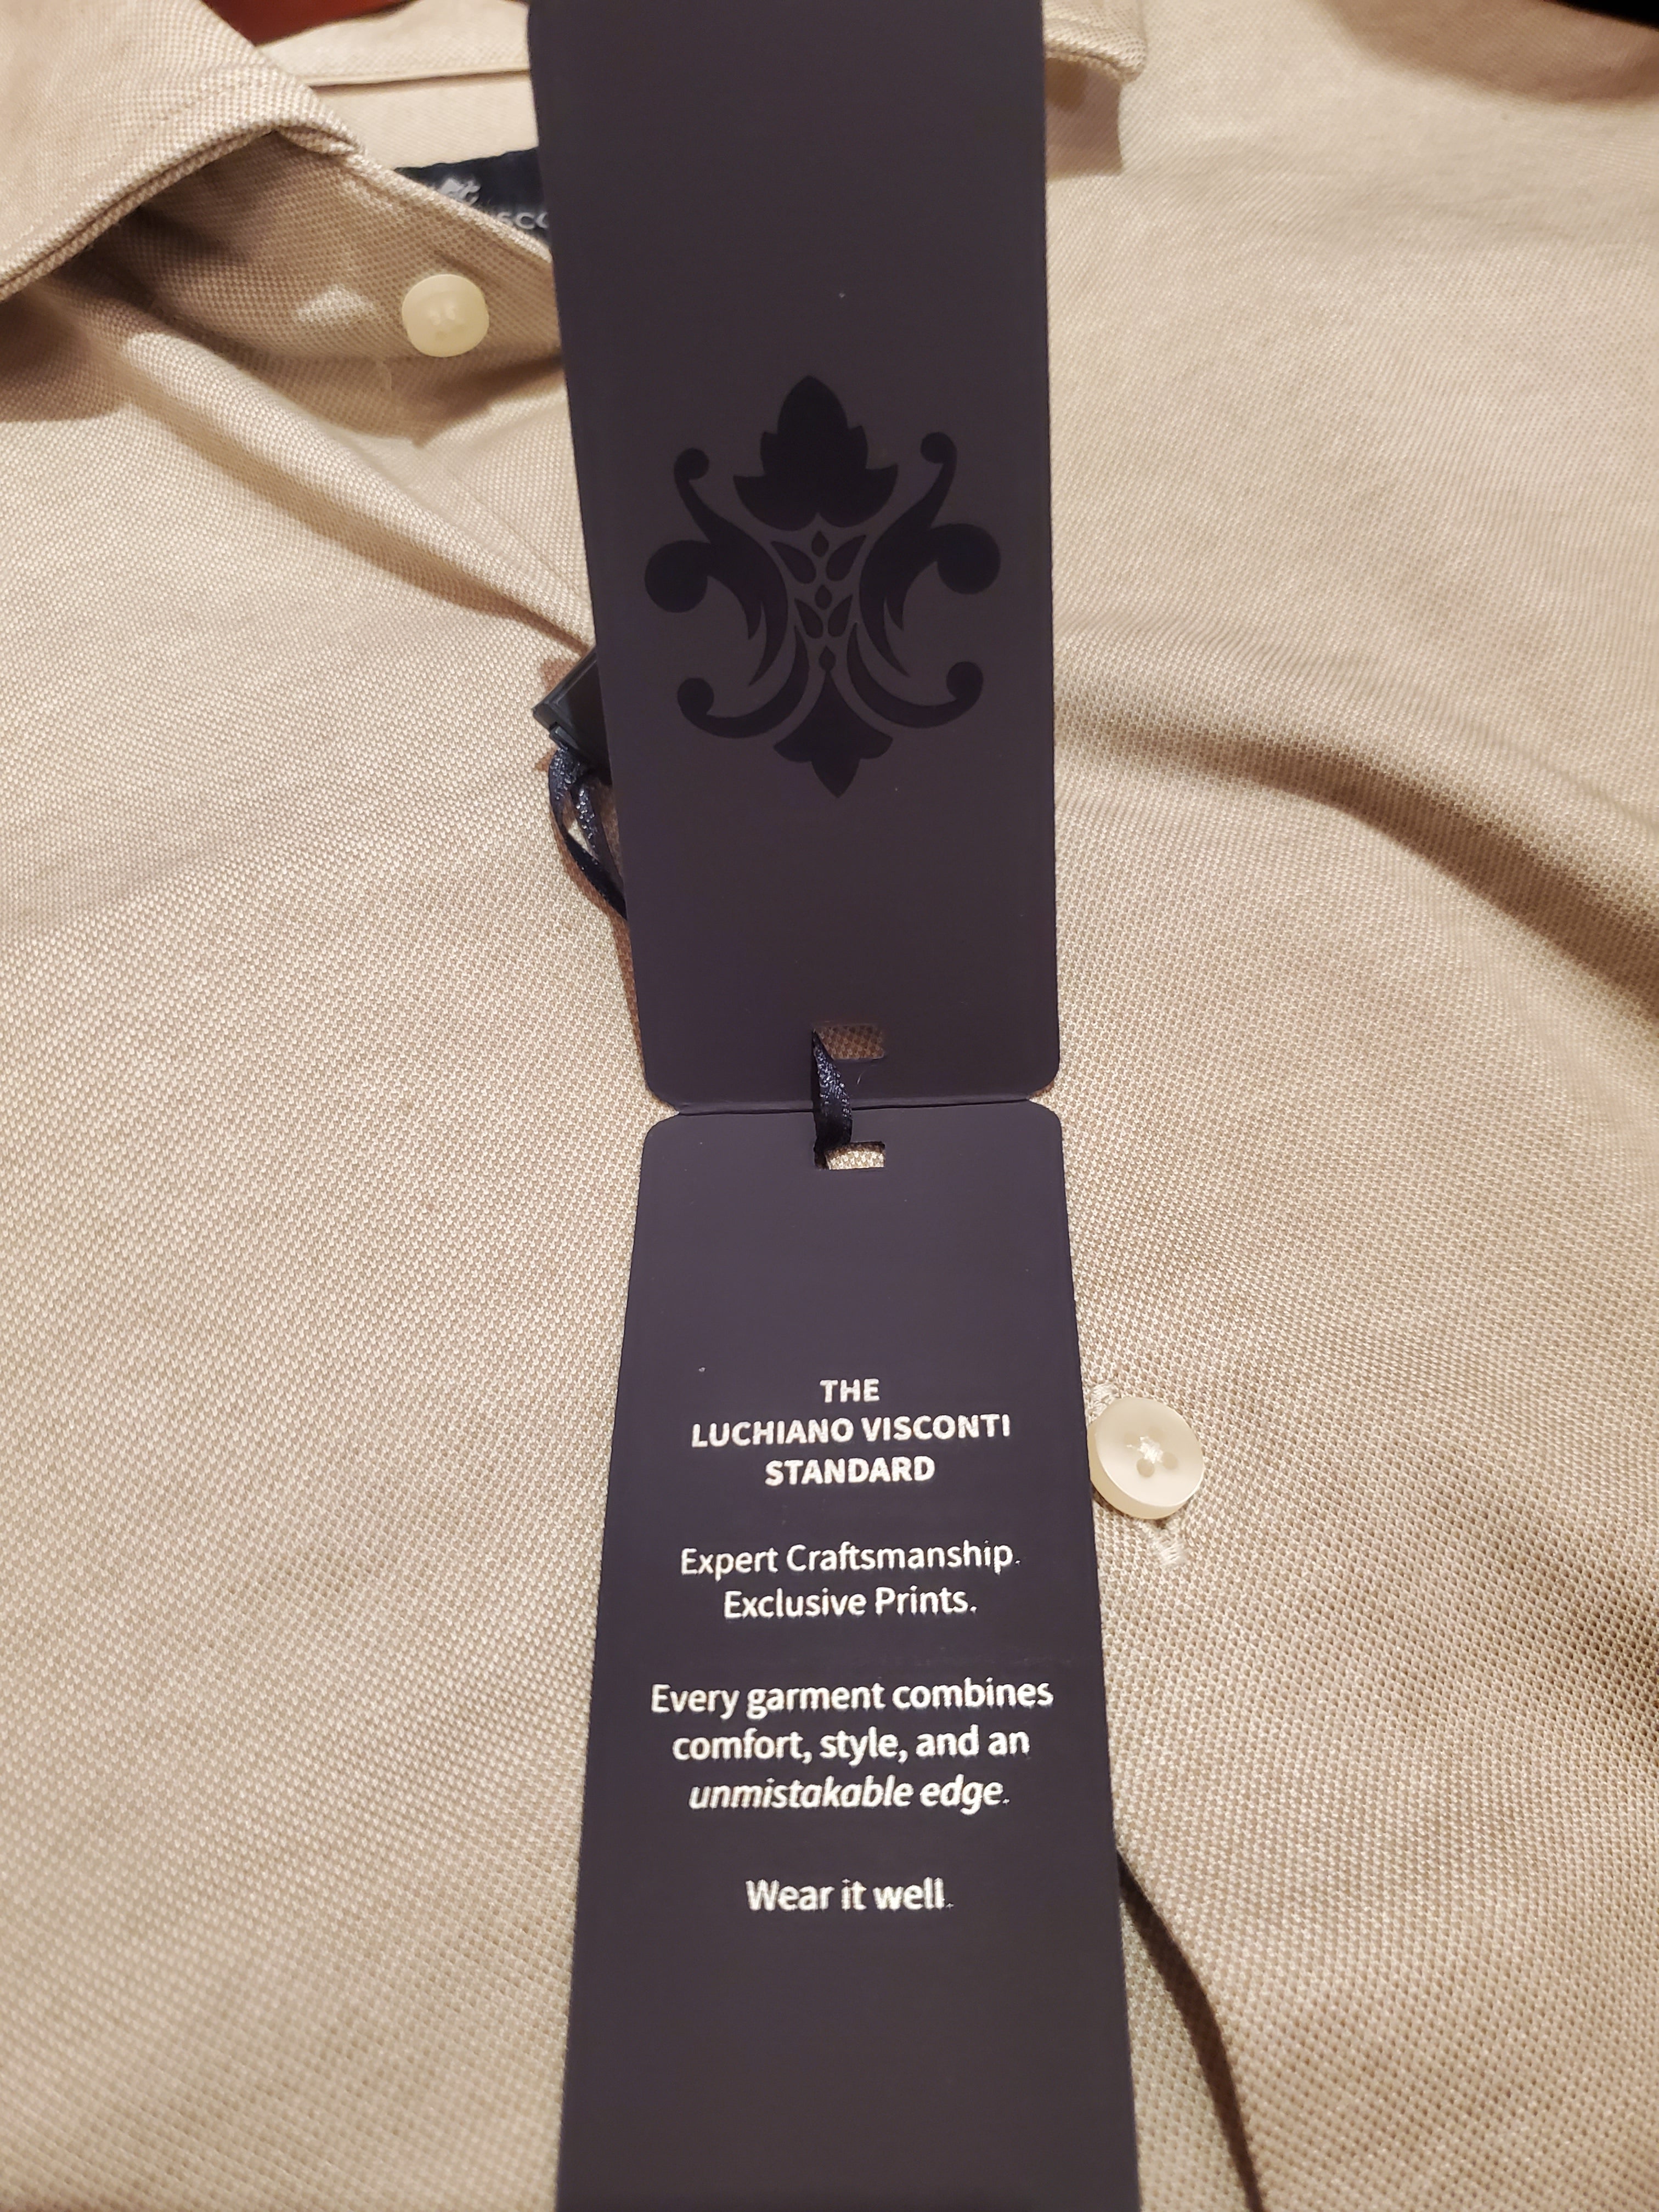 THE
LUCHIANO VISCONTI
STANDARD
Expert Craftsmanship.
Exclusive Prints.
Every garment combines
comfort, style, and an
unmistakable edge.
Wear it well.